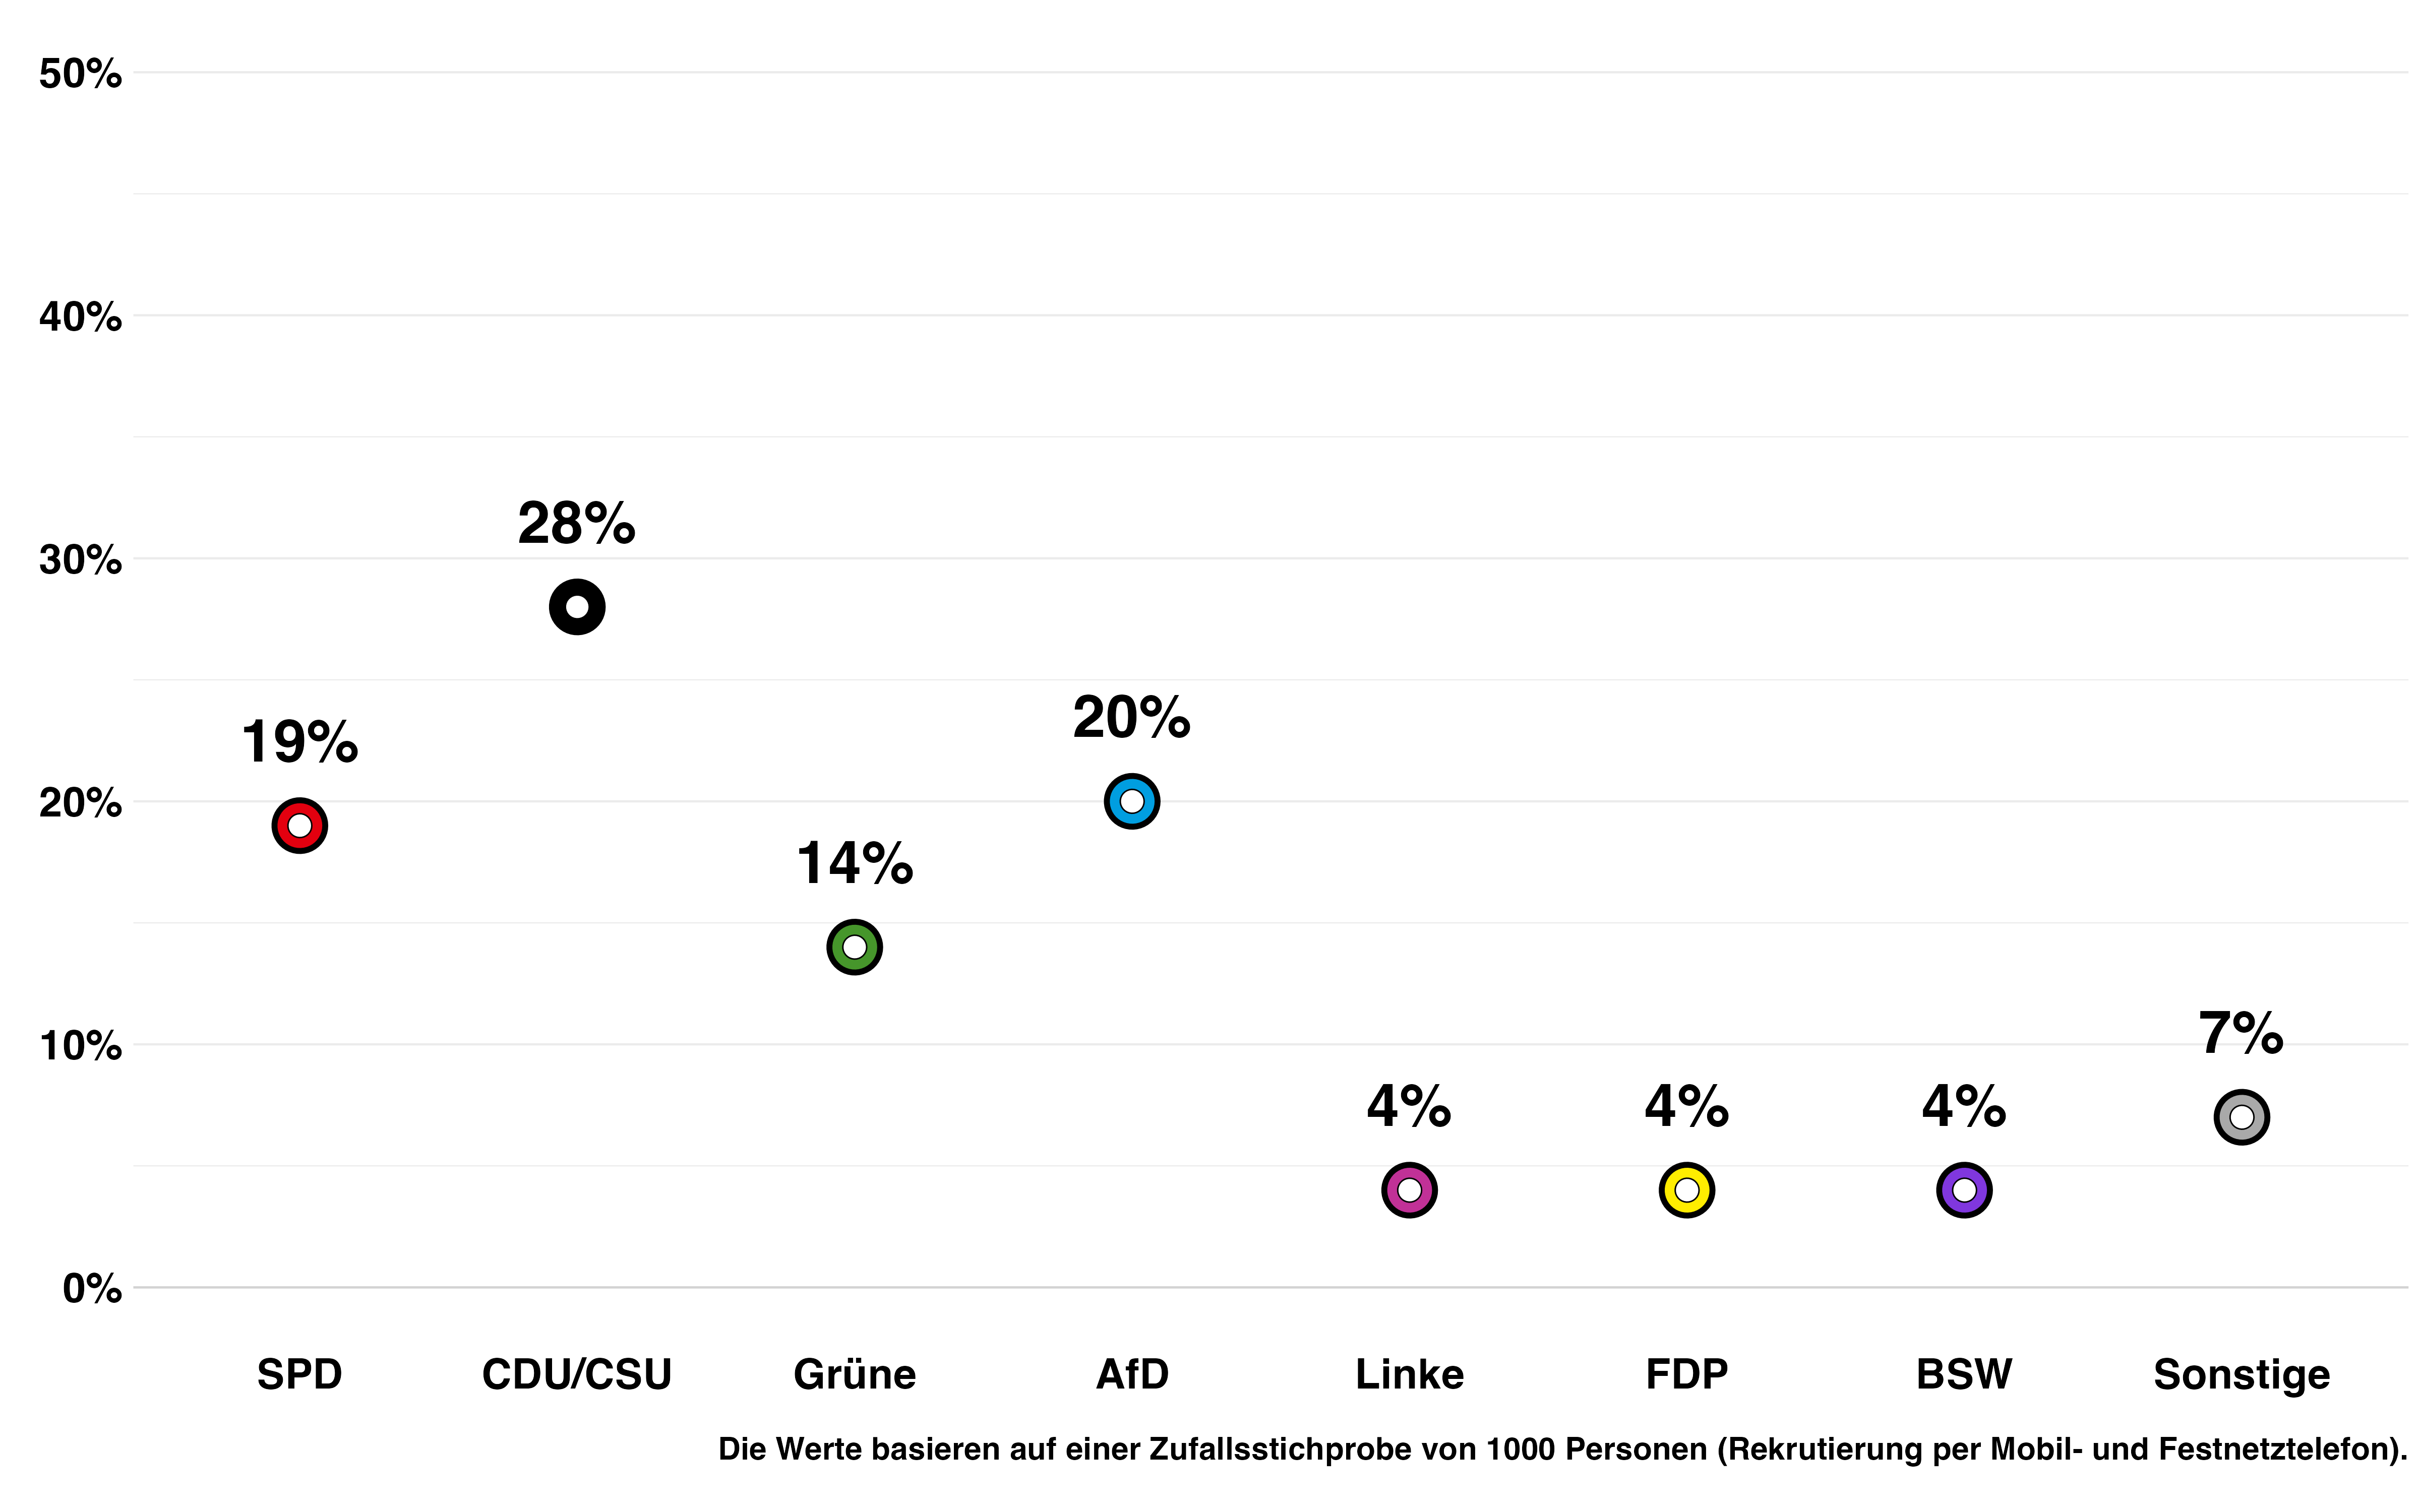 50%
40%
30%
20%
10%
0%
19%
28%
14%
20%
4%
4%
4%
7%
SPD
CDU/CSU
Grüne
AfD
Linke
FDP
BSW
Sonstige
Die Werte basieren auf einer Zufallsstichprobe von 1000 Personen (Rekrutierung per Mobil- und Festnetztelefon).